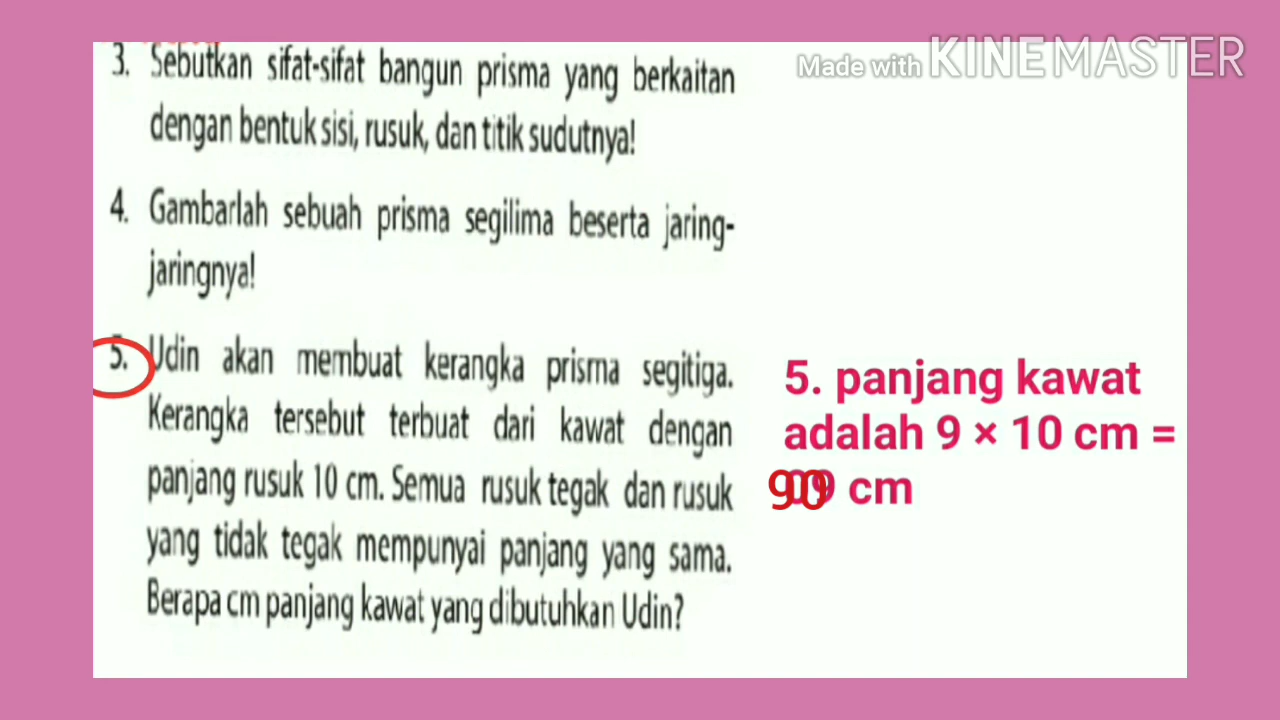 Made with KINEMASTER
3. Sebutkan sifat-sifat bangun prisma yang berkaitan
dengan bentuk sisi, rusuk, dan titik sudutnya!
4. Gambarlah sebuah prisma segilima beserta jaring-
jaringnya!
5. Udin akan membuat kerangka prisma segitiga.
Kerangka tersebut terbuat dari kawat dengan
panjang rusuk 10 cm. Semua rusuk tegak dan rusuk
yang tidak tegak mempunyai panjang yang sama.
Berapa cm panjang kawat yang dibutuhkan Udin?
5. panjang kawat
adalah 9 × 10 cm =
90 cm